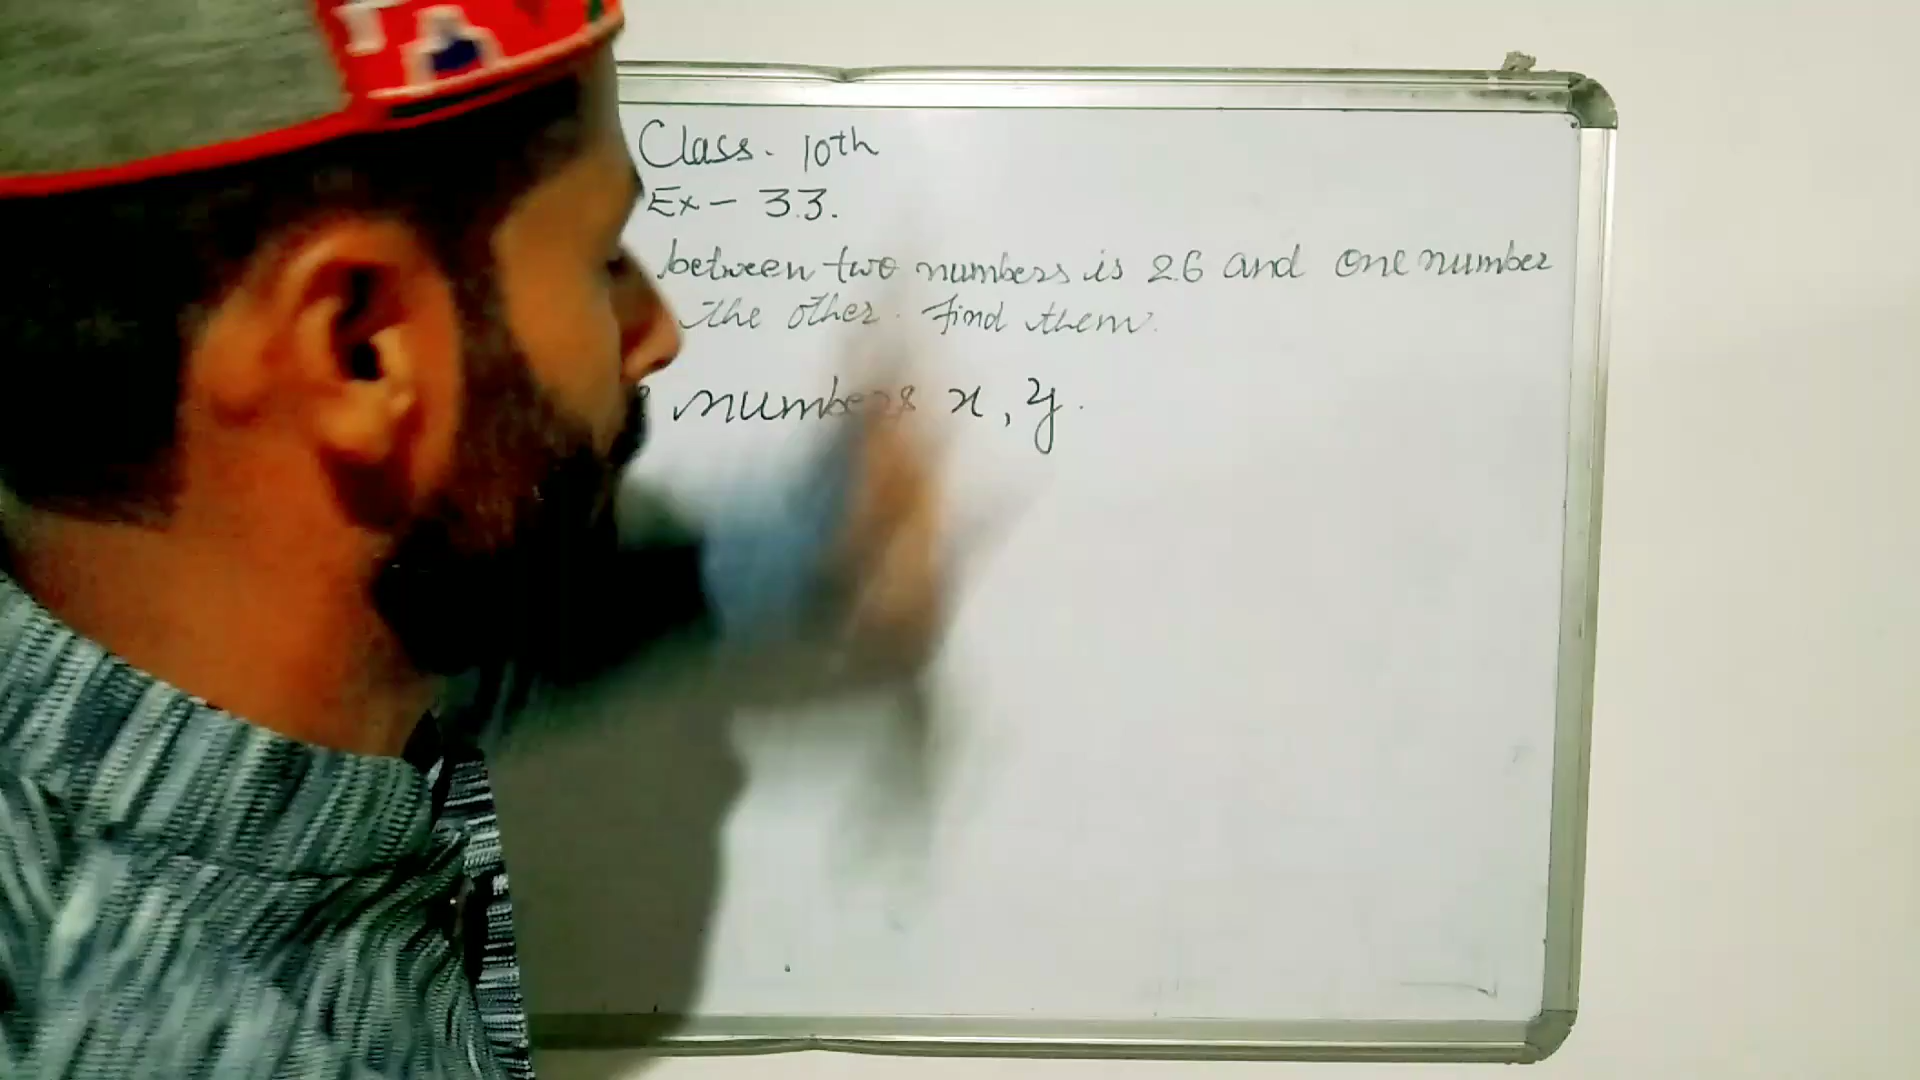 Class. 10th
Ex - 3.3.
between two numbers is 26 and one number
the other. find them.
numbers x, y.